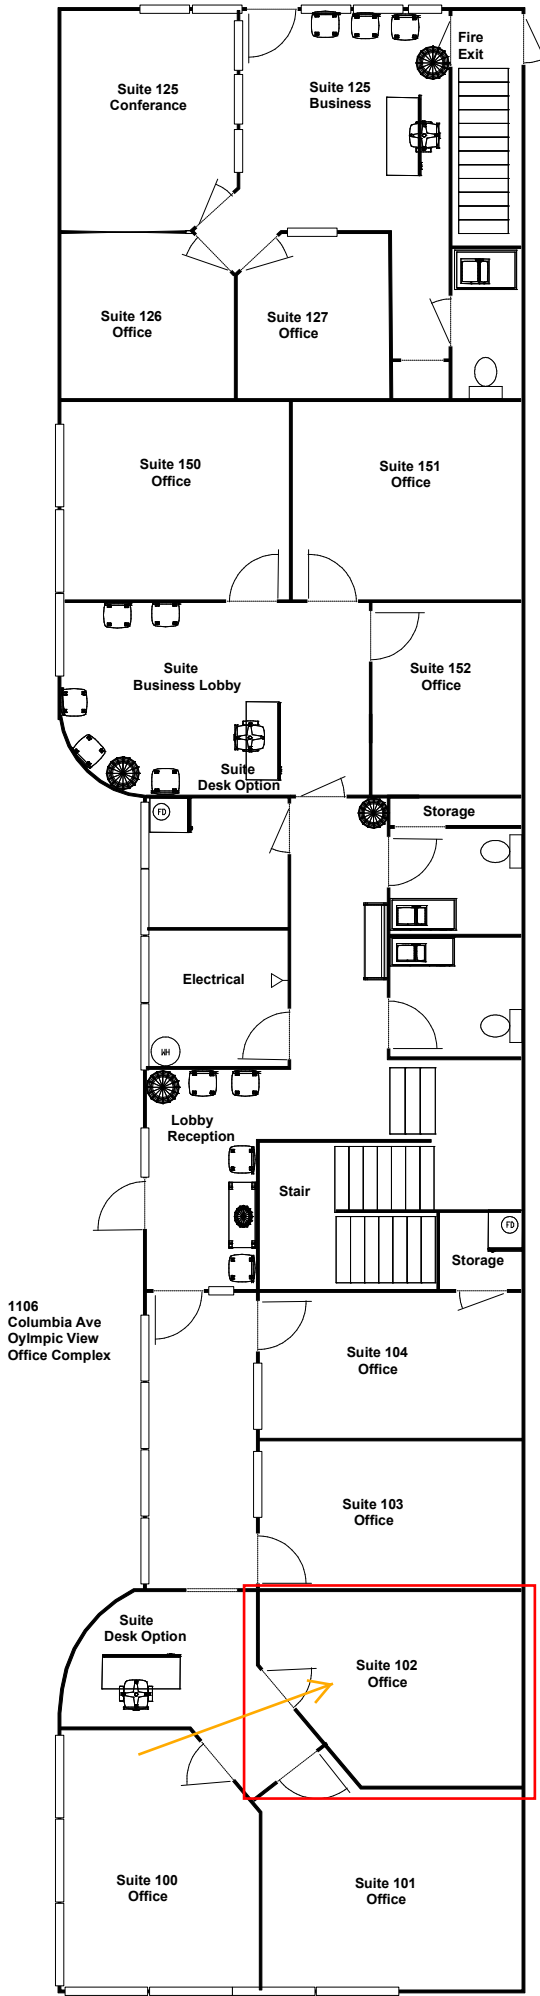 Fire
Exit
Suite 125
Conferance
Suite 125
Business
Suite 126
Office
Suite 127
Office
Suite 150
Office
Suite 151
Office
Suite
Business Lobby
Suite 152
Office
Suite
Desk Option
FD
Storage
Electrical
WH
Lobby
Reception
Stair
FD
Storage
1106
Columbia Ave
Oylmpic View
Office Complex
Suite 104
Office
Suite 103
Office
Suite
Desk Option
Suite 102
Office
Suite 100
Office
Suite 101
Office